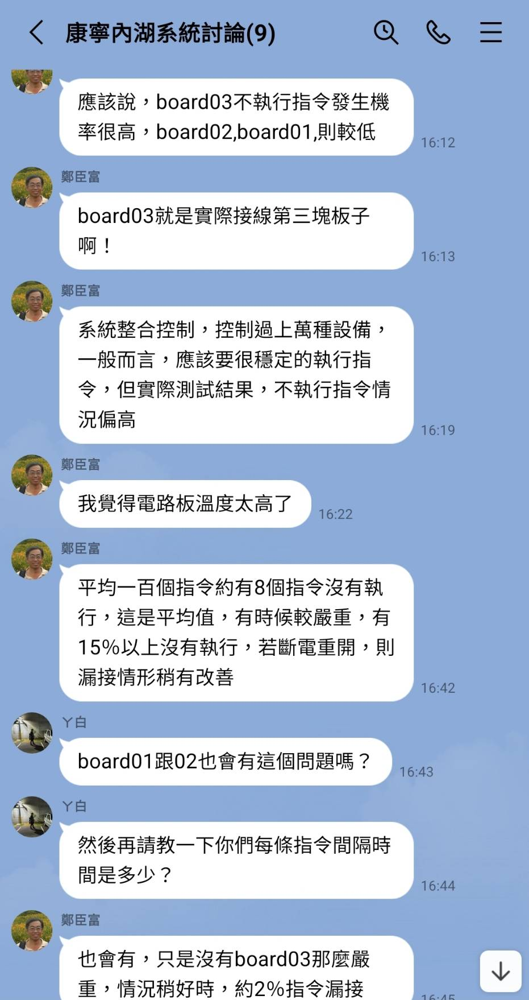 康寧內湖系統討論(9)
應該說，board03不執行指令發生機
率很高，board02,board01,則較低
16:12
鄭臣富
board03就是實際接線第三塊板子
啊！
16:13
鄭臣富
系統整合控制，控制過上萬種設備，
一般而言，應該要很穩定的執行指
令，但實際測試結果，不執行指令情
況偏高
16:19
鄭臣富
我覺得電路板溫度太高了
16:22
鄭臣富
平均一百個指令約有8個指令沒有執
行，這是平均值，有時候較嚴重，有
15%以上沒有執行，若斷電重開，則
漏接情形稍有改善
16:42
ㄚ白
board01跟02也會有這個問題嗎？
16:43
ㄚ白
然後再請教一下你們每條指令間隔時
間是多少？
16:44
鄭臣富
也會有，只是沒有board03那麼嚴
重，情況稍好時，約2%指令漏接
16:45